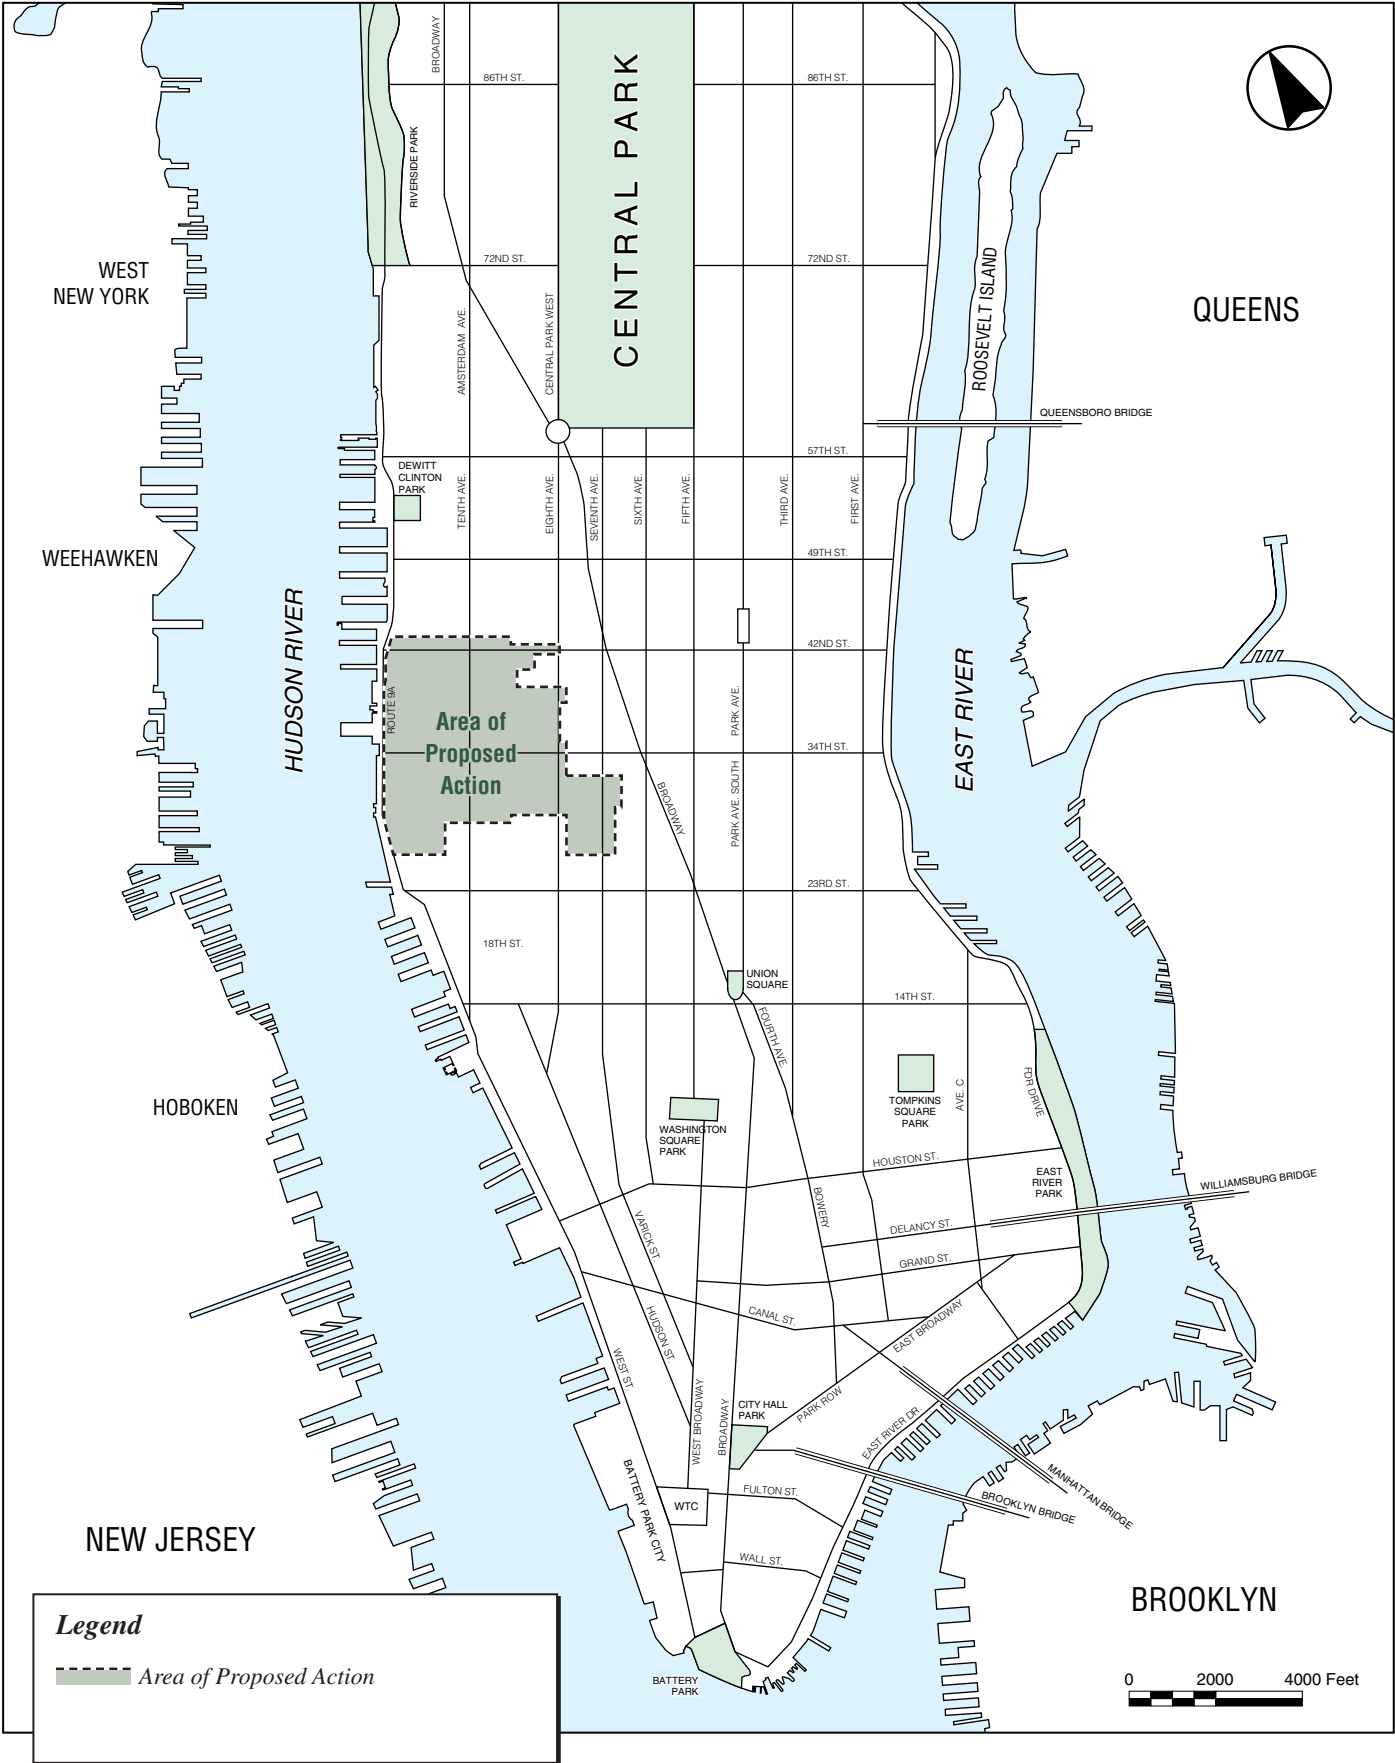 BROADWAY
86TH ST.
86TH ST.
CENTRAL PARK
RIVERSIDE PARK
72ND ST.
72ND ST.
WEST
NEW YORK
ROOSEVELT ISLAND
QUEENS
AMSTERDAM AVE.
CENTRAL PARK WEST
QUEENSBORO BRIDGE
57TH ST.
DEWITT
CLINTON
PARK
TENTH AVE.
EIGHTH AVE.
SEVENTH AVE.
SIXTH AVE.
FIFTH AVE.
THIRD AVE.
FIRST AVE.
49TH ST.
WEEHAWKEN
HUDSON RIVER
42ND ST.
EAST RIVER
ROUTE 9A
Area of
Proposed
Action
PARK AVE.
34TH ST.
BROADWAY
PARK AVE. SOUTH
23RD ST.
18TH ST.
UNION
SQUARE
14TH ST.
FOURTH AVE.
HOBOKEN
TOMPKINS
SQUARE
PARK
AVE. C
FDR DRIVE
WASHINGTON
SQUARE
PARK
HOUSTON ST.
EAST
RIVER
PARK
WILLIAMSBURG BRIDGE
BOWERY
VARICK ST.
DELANCY ST.
GRAND ST.
CANAL ST.
HUDSON ST.
EAST BROADWAY
WEST ST.
WEST BROADWAY
BROADWAY
CITY HALL
PARK
PARK ROW
EAST RIVER DR.
BATTERY PARK CITY
WTC
FULTON ST.
MANHATTAN BRIDGE
BROOKLYN BRIDGE
NEW JERSEY
WALL ST.
BROOKLYN
BATTERY
PARK
Legend
Area of Proposed Action
0 2000 4000 Feet